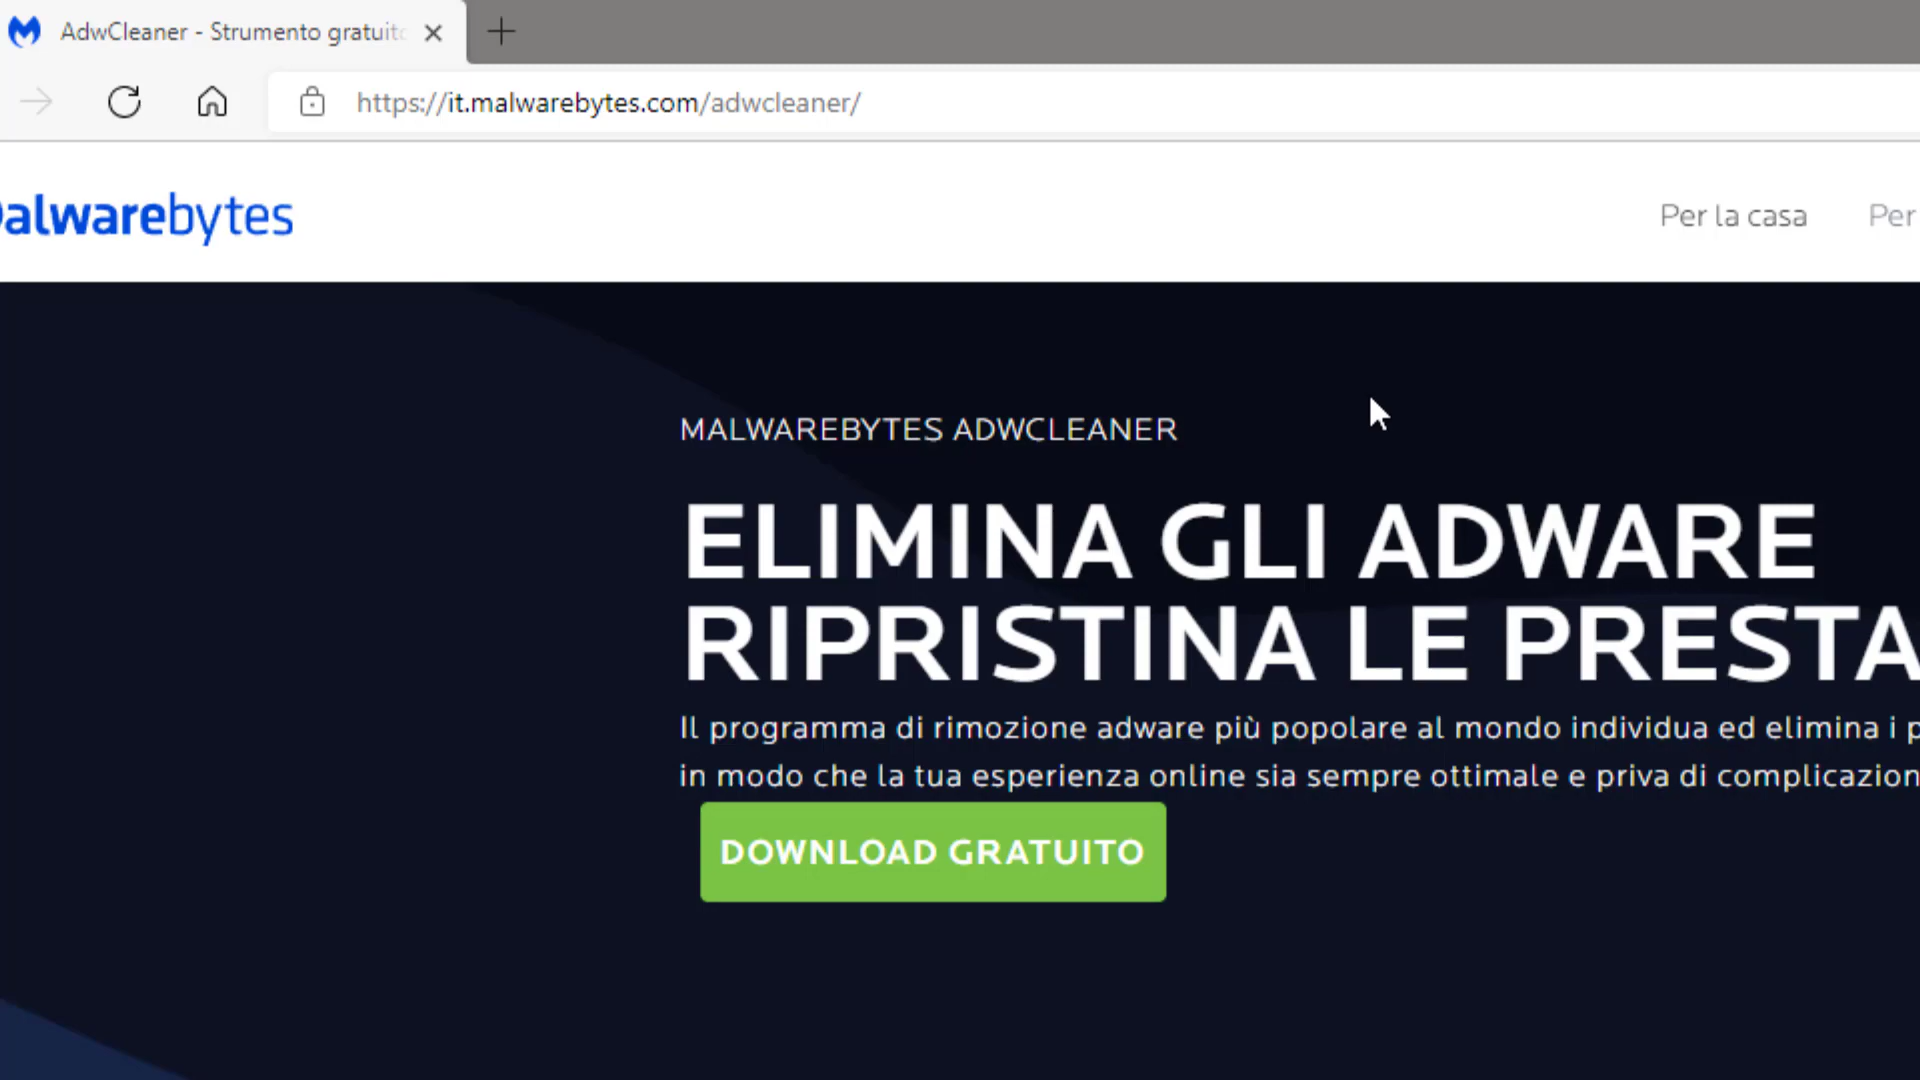 AdwCleaner - Strumento gratuito
https://it.malwarebytes.com/adwcleaner/
alwarebytes
Per la casa
Per
MALWAREBYTES ADWCLEANER
ELIMINA GLI ADWARE
RIPRISTINA LE PRESTA
Il programma di rimozione adware più popolare al mondo individua ed elimina i p
in modo che la tua esperienza online sia sempre ottimale e priva di complicazion
DOWNLOAD GRATUITO